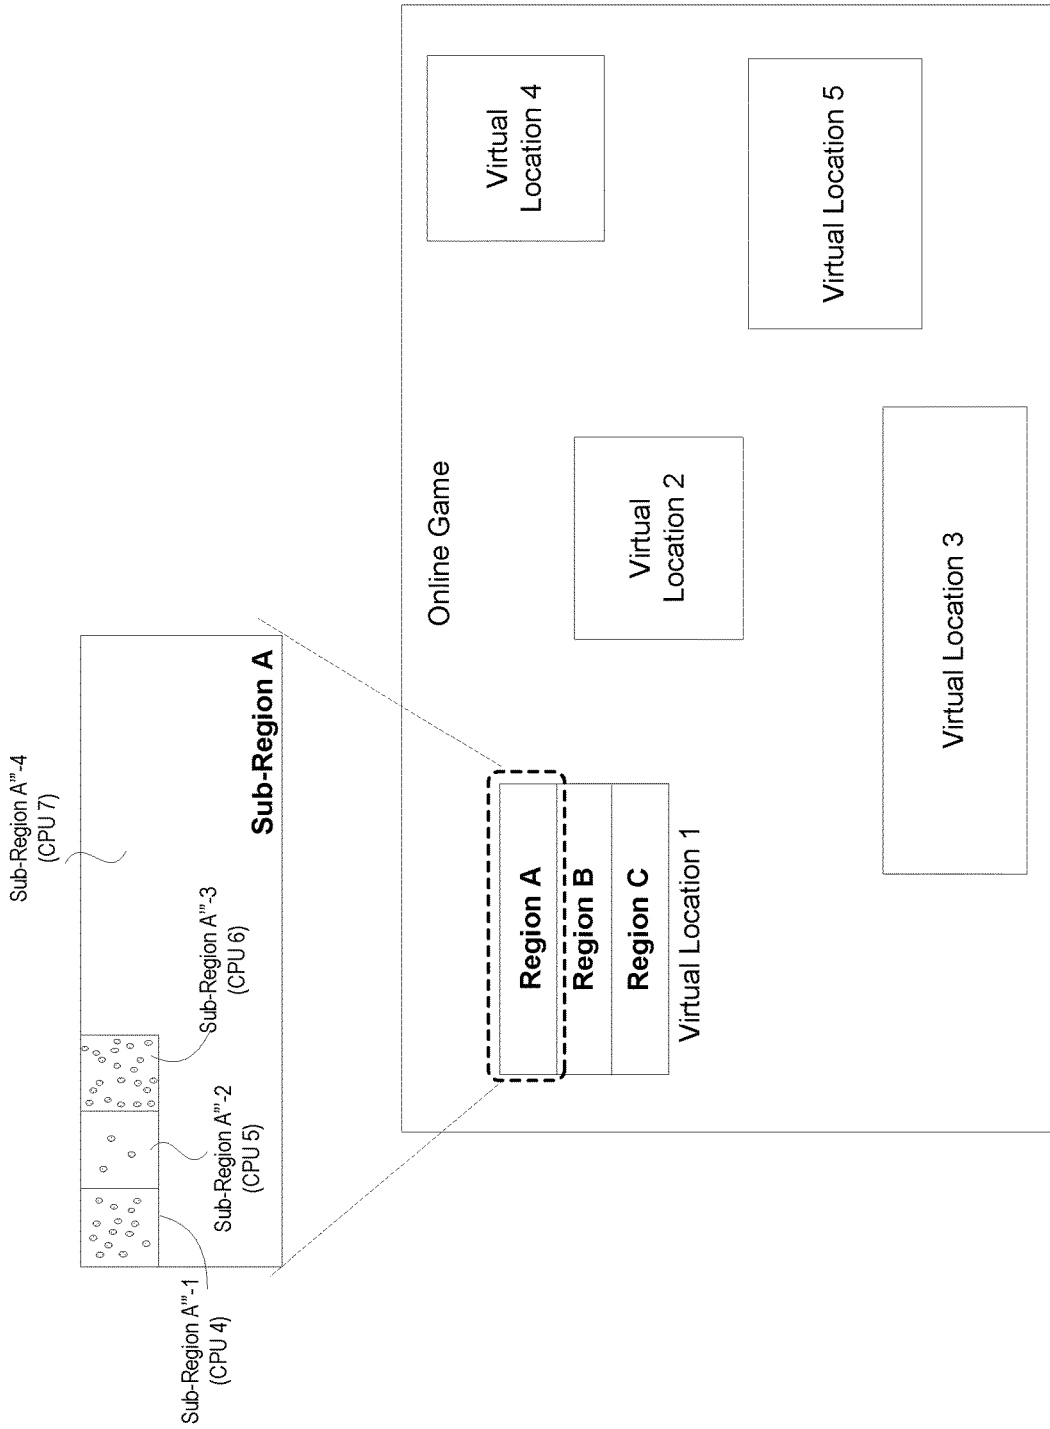 Sub-Region A'''-4
(CPU 7)
Sub-Region A'''-3
(CPU 6)
Sub-Region A'''-2
(CPU 5)
Sub-Region A'''-1
(CPU 4)
Sub-Region A
Online Game
Region A
Region B
Region C
Virtual Location 1
Virtual
Location 2
Virtual Location 3
Virtual
Location 4
Virtual Location 5